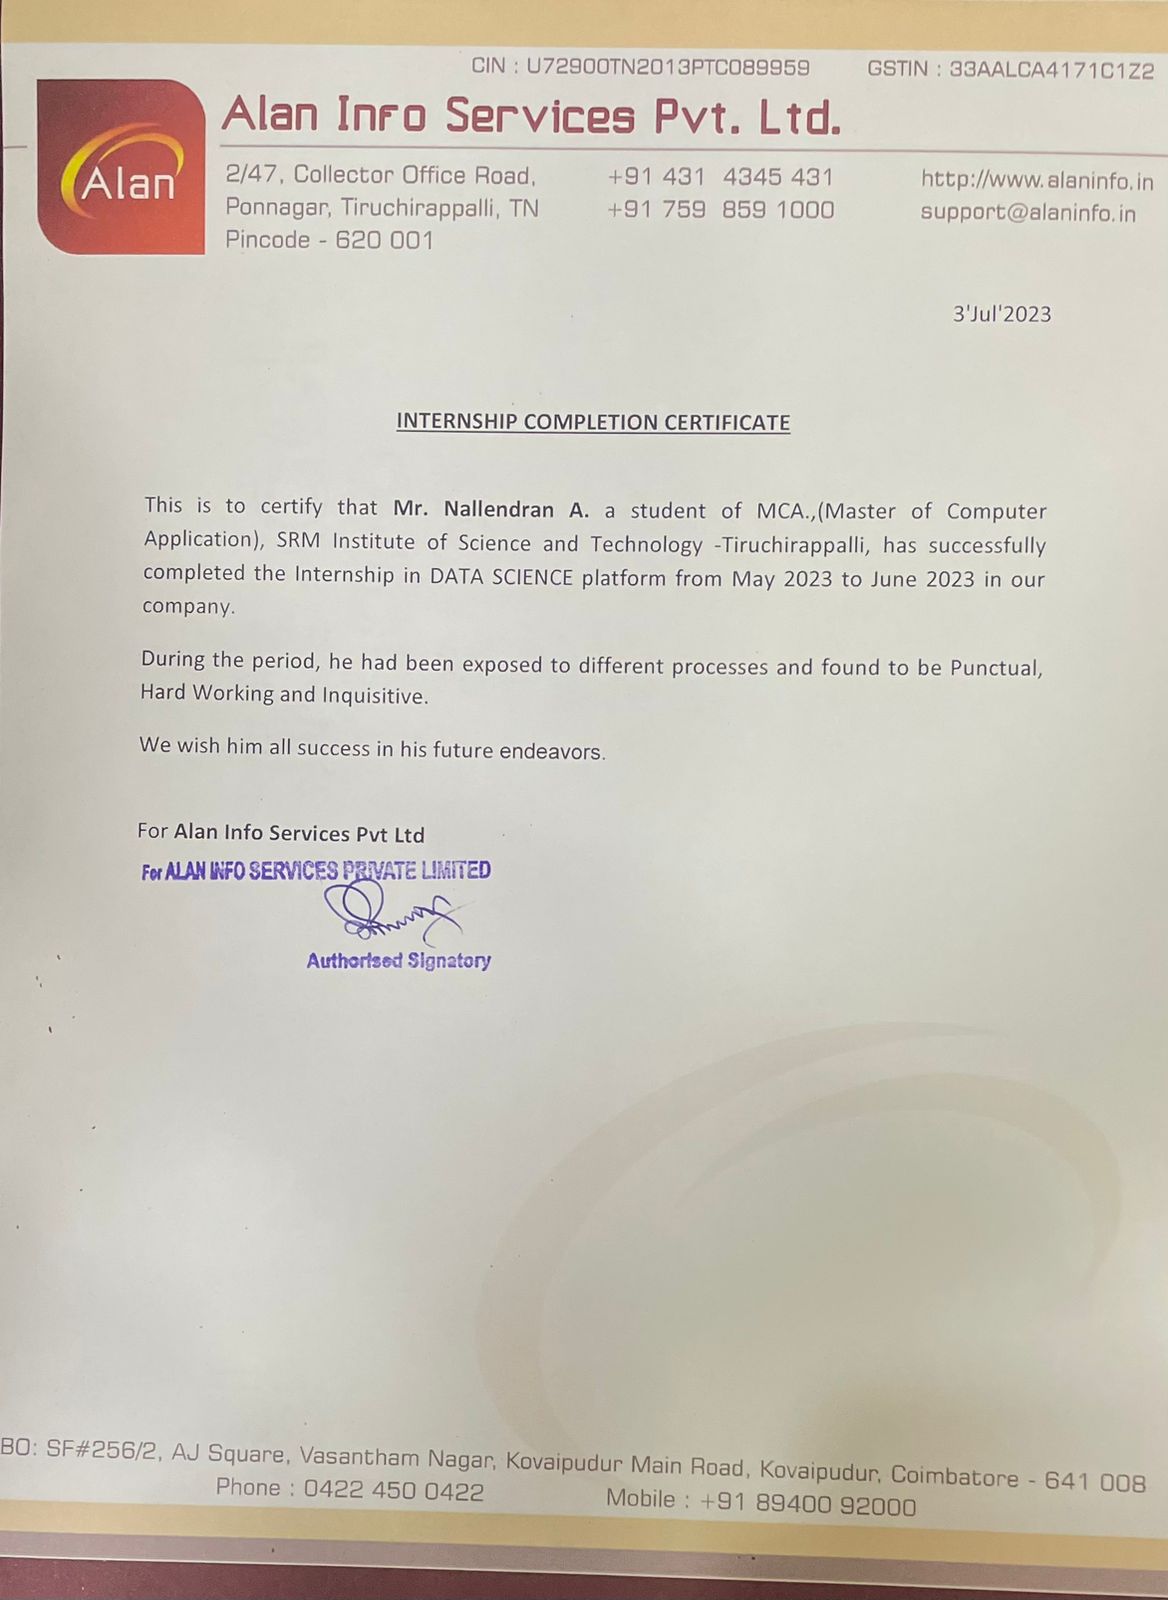 CIN : U72900TN2013PTC089959 GSTIN : 33AALCA4171C1Z2
Alan
Alan Info Services Pvt. Ltd.
2/47, Collector Office Road, +91 431 4345 431 http://www.alaninfo.in
Ponnagar, Tiruchirappalli, TN +91 759 859 1000 support@alaninfo.in
Pincode - 620 001
3'Jul'2023
INTERNSHIP COMPLETION CERTIFICATE
This is to certify that Mr. Nallendran A. a student of MCA.,(Master of Computer
Application), SRM Institute of Science and Technology -Tiruchirappalli, has successfully
completed the Internship in DATA SCIENCE platform from May 2023 to June 2023 in our
company.
During the period, he had been exposed to different processes and found to be Punctual,
Hard Working and Inquisitive.
We wish him all success in his future endeavors.
For Alan Info Services Pvt Ltd
For ALAN INFO SERVICES PRIVATE LIMITED
Authorised Signatory
BO: SF#256/2, AJ Square, Vasantham Nagar, Kovaipudur Main Road, Kovaipudur, Coimbatore - 641 008
Phone : 0422 450 0422 Mobile : +91 89400 92000